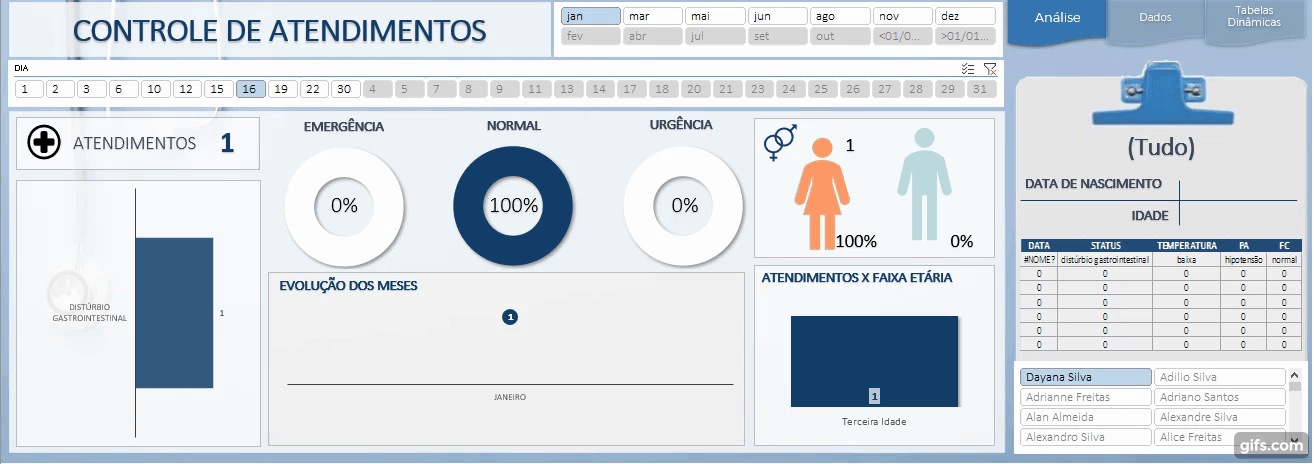 CONTROLE DE ATENDIMENTOS
jan mar mai jun ago nov dez
fev abr jul set out <01/0... >01/01...
Análise
Dados
Tabelas
Dinâmicas
DIA
1 2 3 6 10 12 15 16 19 22 30 4 5 7 8 9 11 13 14 17 18 20 21 23 24 25 26 27 28 29 31
ATENDIMENTOS 1
EMERGÊNCIA
0%
NORMAL
100%
URGÊNCIA
0%
1
100%
0%
DISTÚRBIO
GASTROINTESTINAL
1
EVOLUÇÃO DOS MESES
1
JANEIRO
ATENDIMENTOS X FAIXA ETÁRIA
1
Terceira Idade
(Tudo)
DATA DE NASCIMENTO
IDADE
DATA STATUS TEMPERATURA PA FC
#NOME? distúrbio gastrointestinal baixa hipotensão normal
0 0 0 0 0
0 0 0 0 0
0 0 0 0 0
0 0 0 0 0
0 0 0 0 0
0 0 0 0 0
Dayana Silva Adilio Silva
Adrianne Freitas Adriano Santos
Alan Almeida Alexandre Silva
Alexandro Silva Alice Freitas
gifs.com